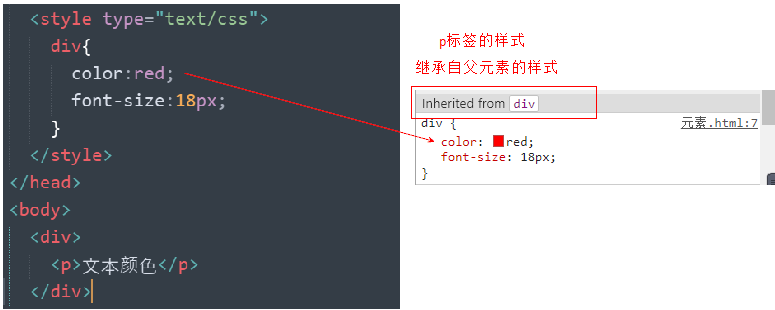 <style type="text/css">
div{
color:red;
font-size:18px;
}
</style>
</head>
<body>
<div>
<p>文本颜色</p>
</div>
p标签的样式
继承自父元素的样式
Inherited from div
div {
元素.html:7
color: red;
font-size: 18px;
}